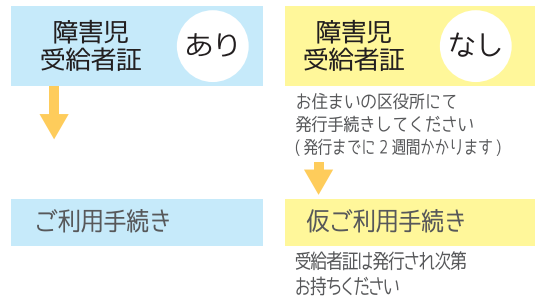 障害児
受給者証
あり
ご利用手続き
障害児
受給者証
なし
お住まいの区役所にて
発行手続きしてください
( 発行までに 2 週間かかります )
仮ご利用手続き
受給者証は発行され次第
お持ちください